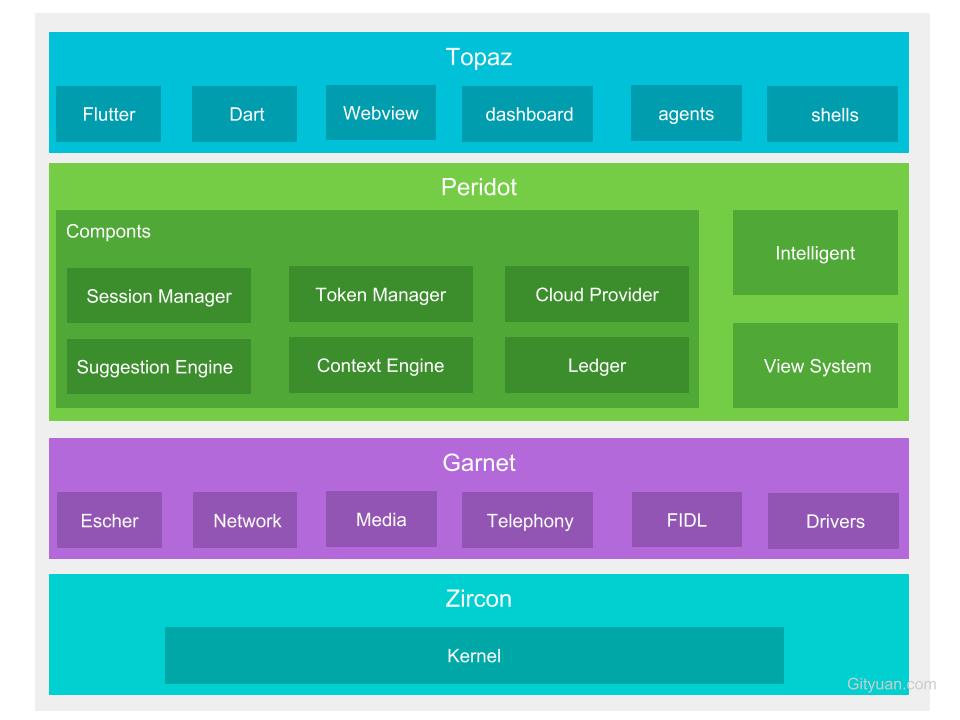 Topaz
Flutter
Dart
Webview
dashboard
agents
shells
Peridot
Componts
Session Manager
Token Manager
Cloud Provider
Suggestion Engine
Context Engine
Ledger
Intelligent
View System
Garnet
Escher
Network
Media
Telephony
FIDL
Drivers
Zircon
Kernel
Gityuan.com